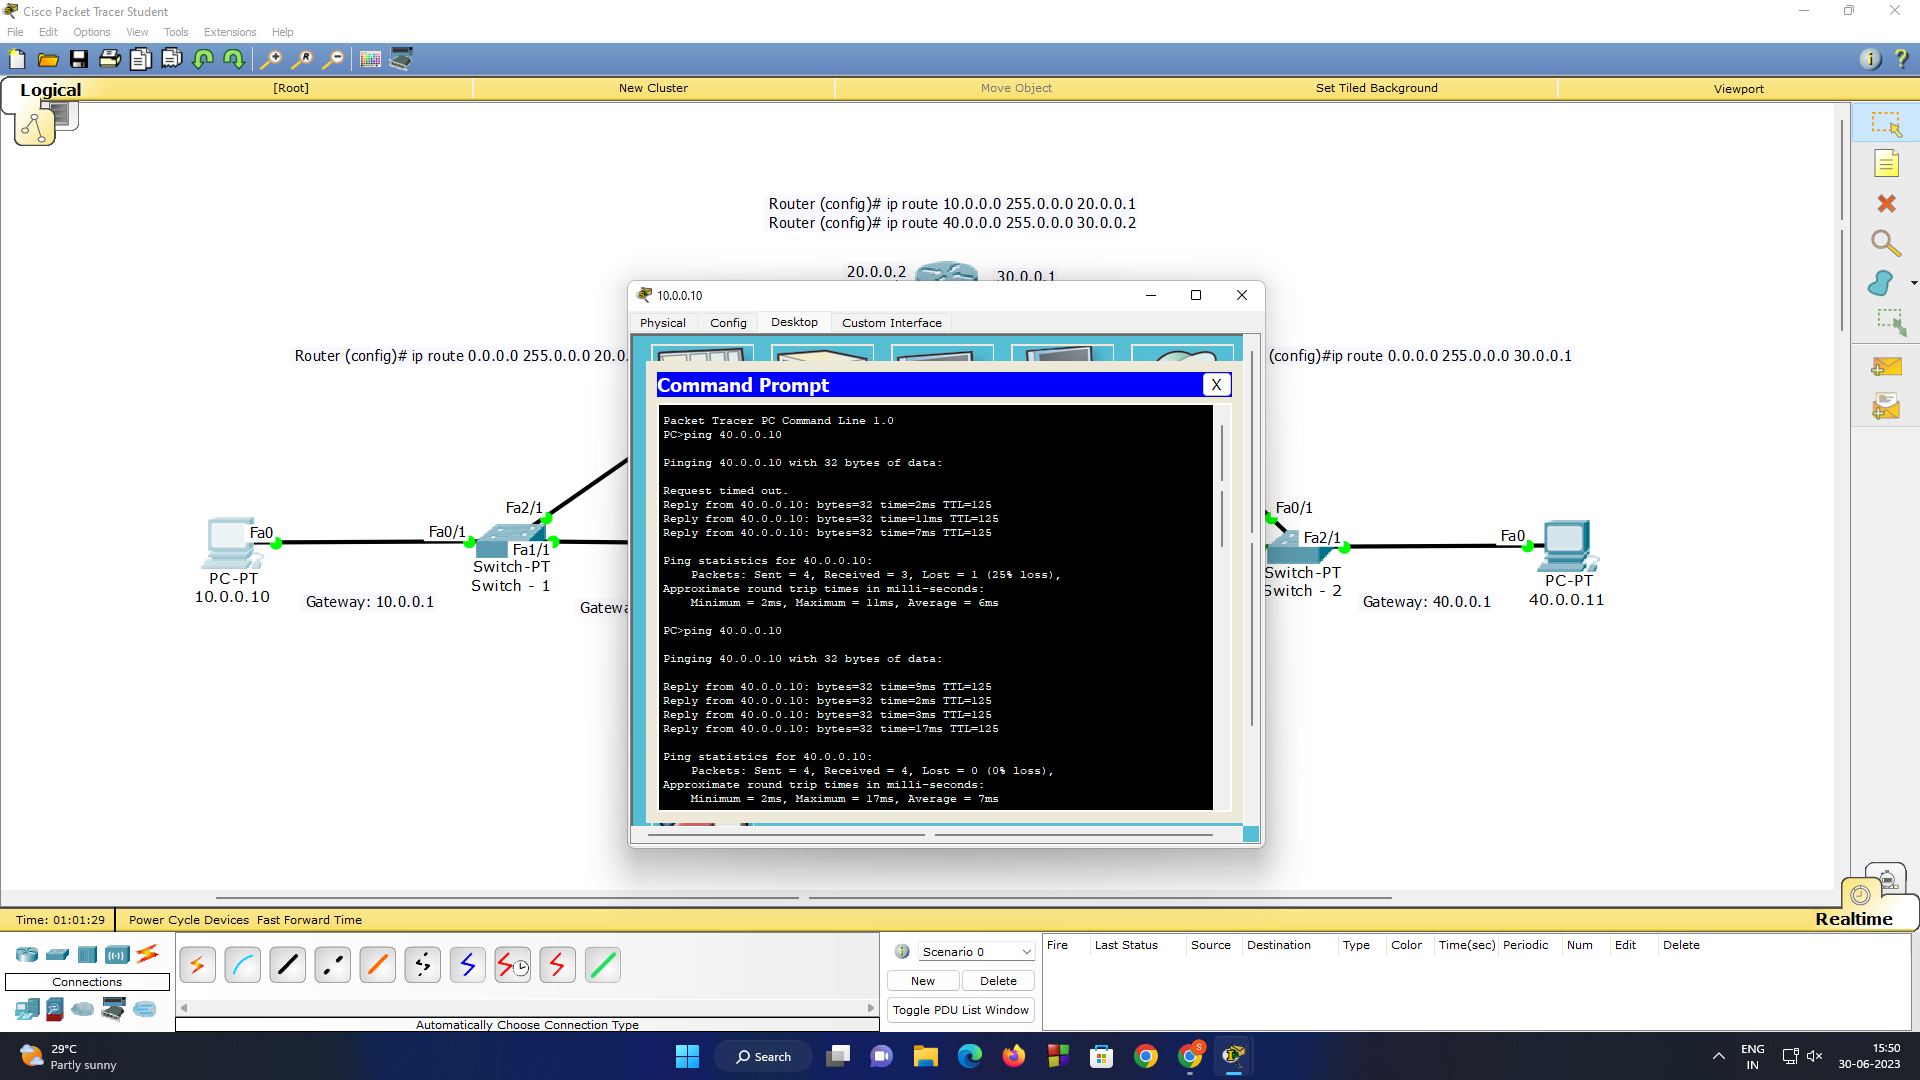 Cisco Packet Tracer Student
File Edit Options View Tools Extensions Help
Logical [Root] New Cluster Move Object Set Tiled Background Viewport
Router (config)# ip route 10.0.0.0 255.0.0.0 20.0.0.1
Router (config)# ip route 40.0.0.0 255.0.0.0 30.0.0.2
20.0.0.2 30.0.0.1
10.0.0.10
Physical Config Desktop Custom Interface
Router (config)# ip route 0.0.0.0 255.0.0.0 20.0.
(config)#ip route 0.0.0.0 255.0.0.0 30.0.0.1
Command Prompt X
Packet Tracer PC Command Line 1.0
PC>ping 40.0.0.10
Pinging 40.0.0.10 with 32 bytes of data:
Request timed out.
Reply from 40.0.0.10: bytes=32 time=2ms TTL=125
Reply from 40.0.0.10: bytes=32 time=11ms TTL=125
Reply from 40.0.0.10: bytes=32 time=7ms TTL=125
Ping statistics for 40.0.0.10:
Packets: Sent = 4, Received = 3, Lost = 1 (25% loss),
Approximate round trip times in milli-seconds:
Minimum = 2ms, Maximum = 11ms, Average = 6ms
PC>ping 40.0.0.10
Pinging 40.0.0.10 with 32 bytes of data:
Reply from 40.0.0.10: bytes=32 time=9ms TTL=125
Reply from 40.0.0.10: bytes=32 time=2ms TTL=125
Reply from 40.0.0.10: bytes=32 time=3ms TTL=125
Reply from 40.0.0.10: bytes=32 time=17ms TTL=125
Ping statistics for 40.0.0.10:
Packets: Sent = 4, Received = 4, Lost = 0 (0% loss),
Approximate round trip times in milli-seconds:
Minimum = 2ms, Maximum = 17ms, Average = 7ms
Fa0
PC-PT
10.0.0.10
Gateway: 10.0.0.1
Fa0/1
Fa2/1
Fa1/1
Switch-PT
Switch - 1
Gatewa
Fa0/1
Fa2/1
Switch-PT
Switch - 2
Gateway: 40.0.0.1
Fa0
PC-PT
40.0.0.11
Realtime
Time: 01:01:29 Power Cycle Devices Fast Forward Time
Connections
Automatically Choose Connection Type
Scenario 0
New Delete
Toggle PDU List Window
Fire Last Status Source Destination Type Color Time(sec) Periodic Num Edit Delete
29°C
Partly sunny
Search
S
ENG
IN
15:50
30-06-2023